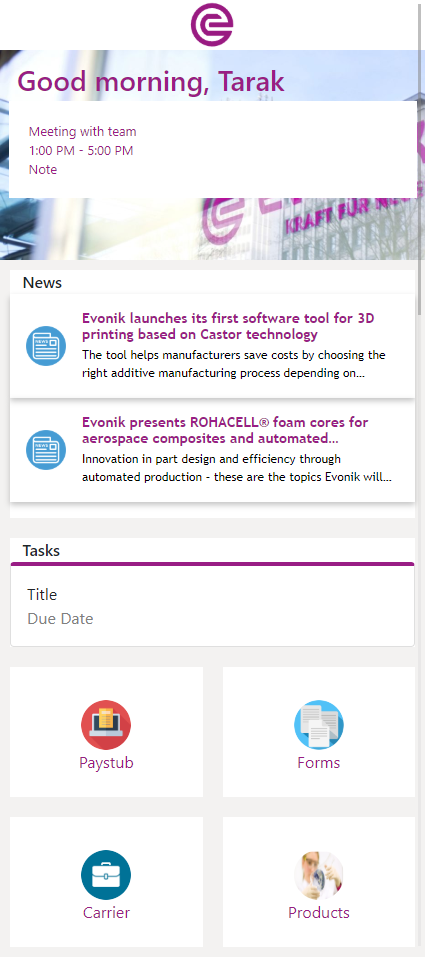 Good morning, Tarak
Meeting with team
1:00 PM - 5:00 PM
Note
KRAFT FÜR
News
NEWS
Evonik launches its first software tool for 3D
printing based on Castor technology
The tool helps manufacturers save costs by choosing the
right additive manufacturing process depending on...
NEWS
Evonik presents ROHACELL® foam cores for
aerospace composites and automated...
Innovation in part design and efficiency through
automated production - these are the topics Evonik will...
Tasks
Title
Due Date
Paystub
Forms
Carrier
Products